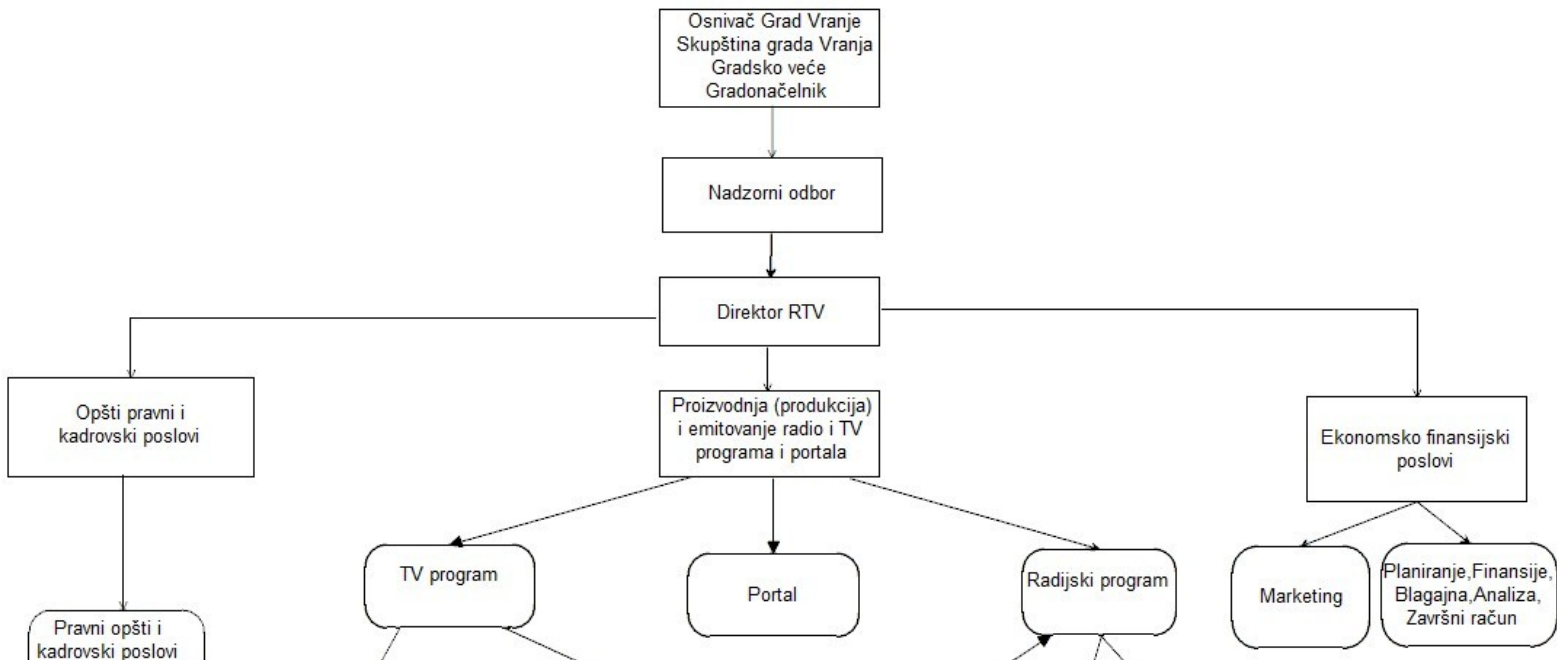 Osnivač Grad Vranje
Skupština grada Vranja
Gradsko veće
Gradonačelnik
Nadzorni odbor
Direktor RTV
Opšti pravni i
kadrovski poslovi
Proizvodnja (produkcija)
i emitovanje radio i TV
programa i portala
Ekonomsko finansijski
poslovi
TV program
Portal
Radijski program
Marketing
Planiranje,Finansije,
Blagajna,Analiza,
Završni račun
Pravni opšti i
kadrovski poslovi